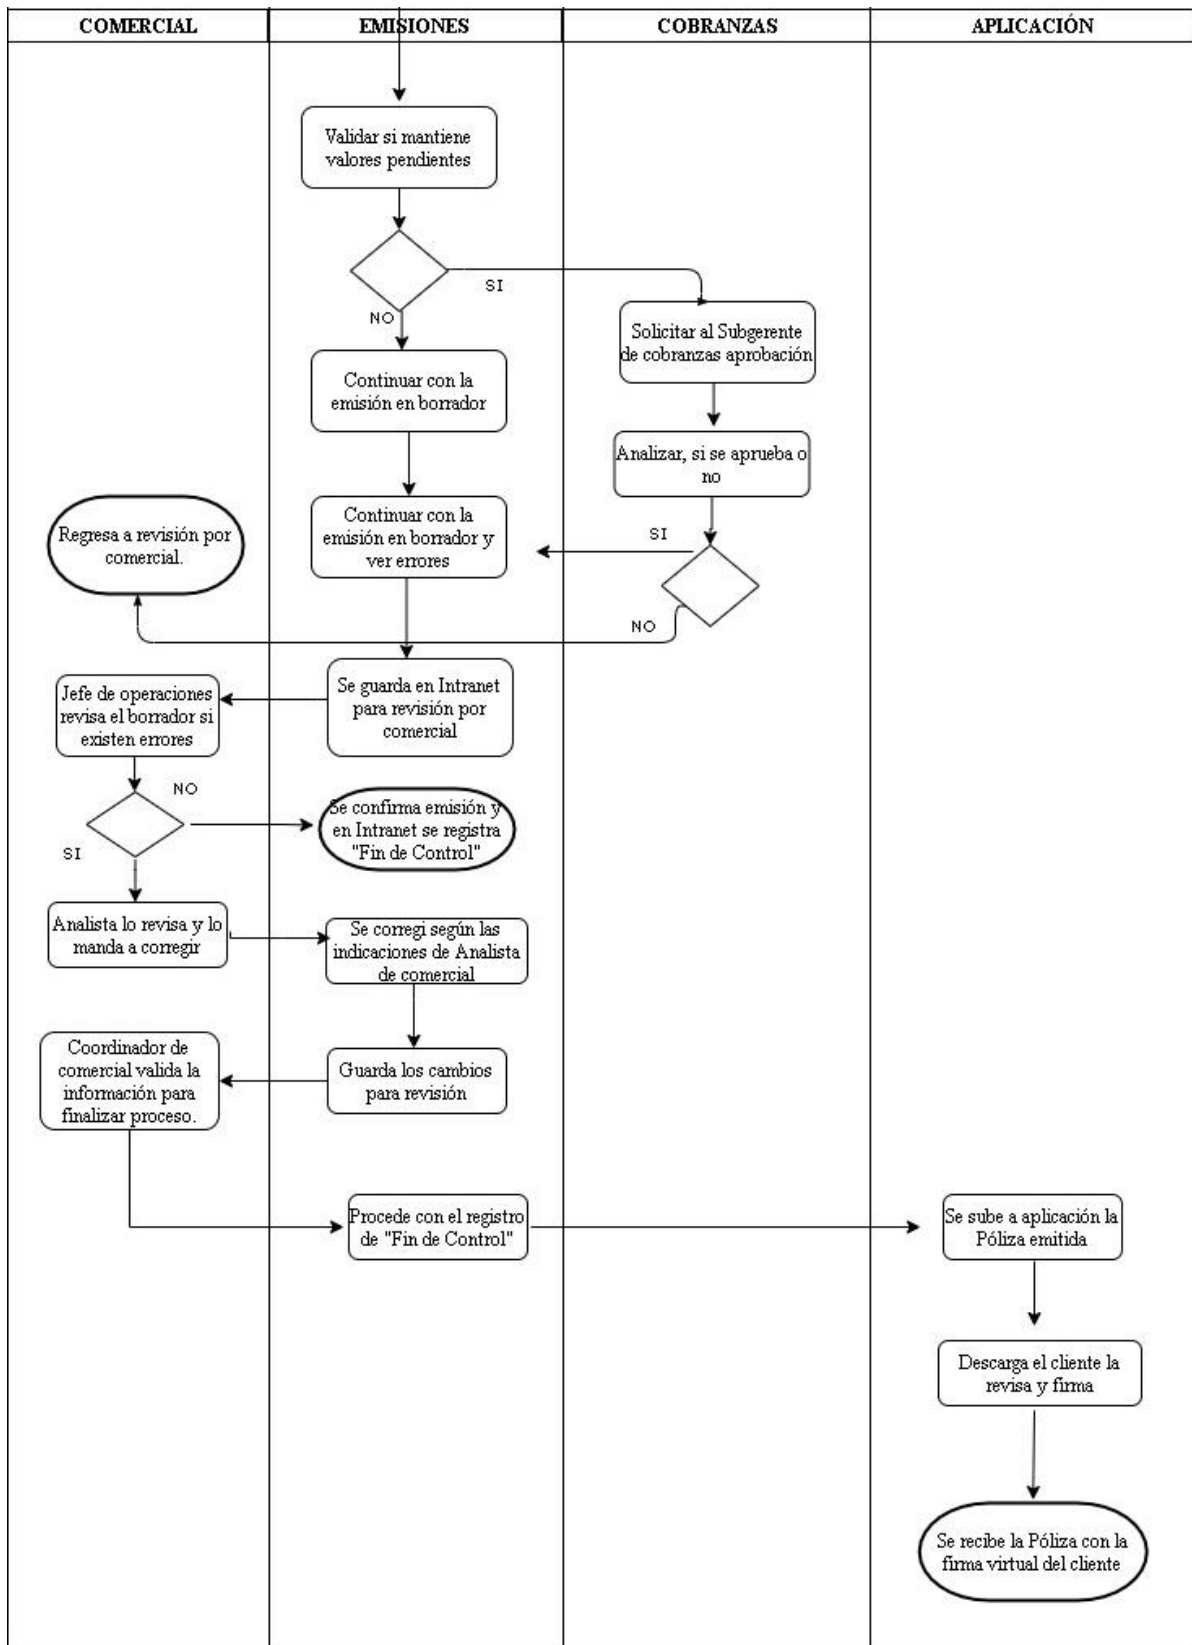 COMERCIAL
EMISIONES
COBRANZAS
APLICACIÓN
Validar si mantiene
valores pendientes
SI
NO
Solicitar al Subgerente
de cobranzas aprobación
Continuar con la
emisión en borrador
Analizar, si se aprueba o
no
Continuar con la
emisión en borrador y
ver errores
SI
Regresa a revisión por
comercial.
NO
Se guarda en Intranet
para revisión por
comercial
Jefe de operaciones
revisa el borrador si
existen errores
NO
Se confirma emisión y
en Intranet se registra
"Fin de Control"
SI
Analista lo revisa y lo
manda a corregir
Se corregi según las
indicaciones de Analista
de comercial
Guarda los cambios
para revisión
Coordinador de
comercial valida la
información para
finalizar proceso.
Procede con el registro
de "Fin de Control"
Se sube a aplicación la
Póliza emitida
Descarga el cliente la
revisa y firma
Se recibe la Póliza con la
firma virtual del cliente